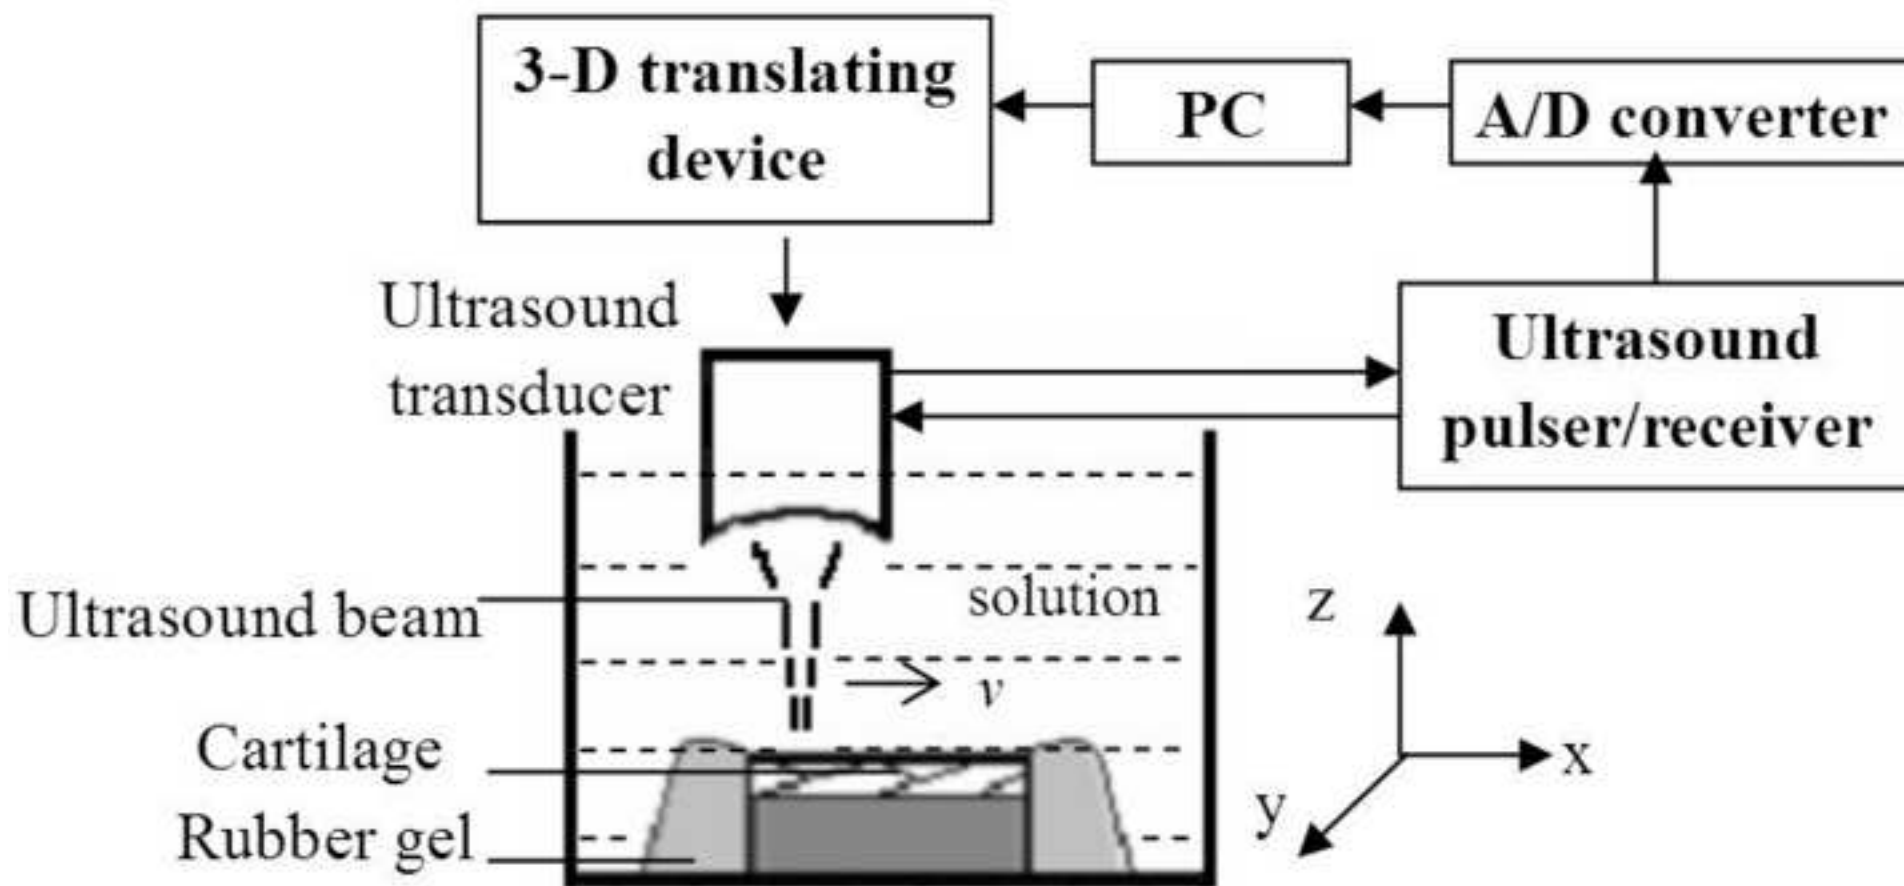 3-D translating
device
PC
A/D converter
Ultrasound
transducer
Ultrasound
pulser/receiver
solution
Ultrasound beam
v
z
x
y
Cartilage
Rubber gel